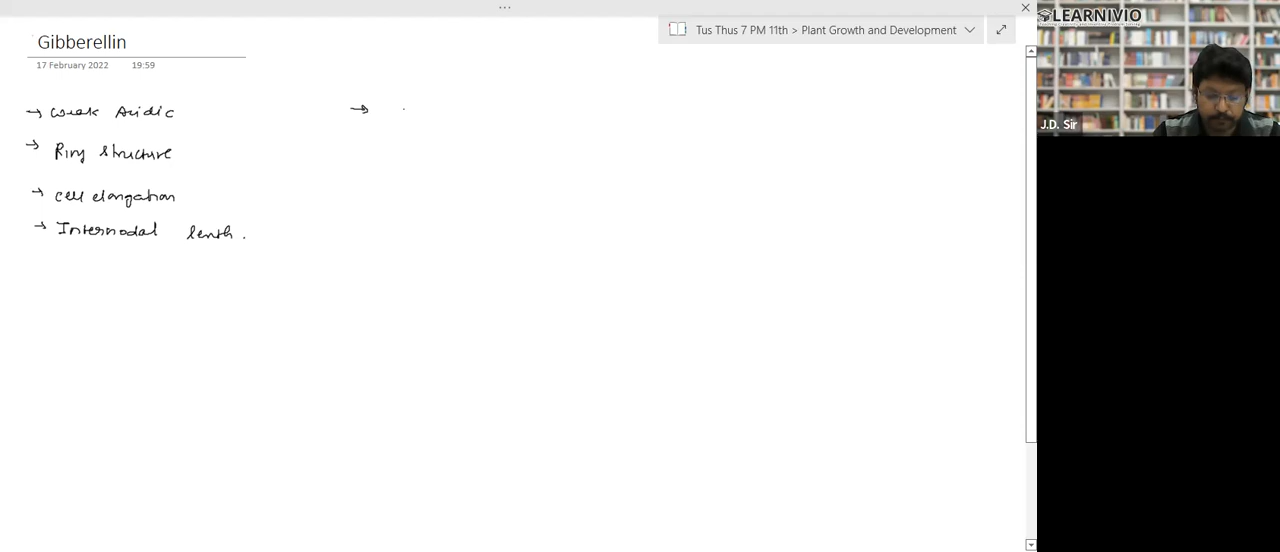 Tus Thus 7 PM 11th > Plant Growth and Development
LEARNIVIO
Gibberellin
17 February 2022 19:59
→ weak Acidic
→ Ring structure
→ cell elongation
→ Internodal lenth.
→
J.D. Sir